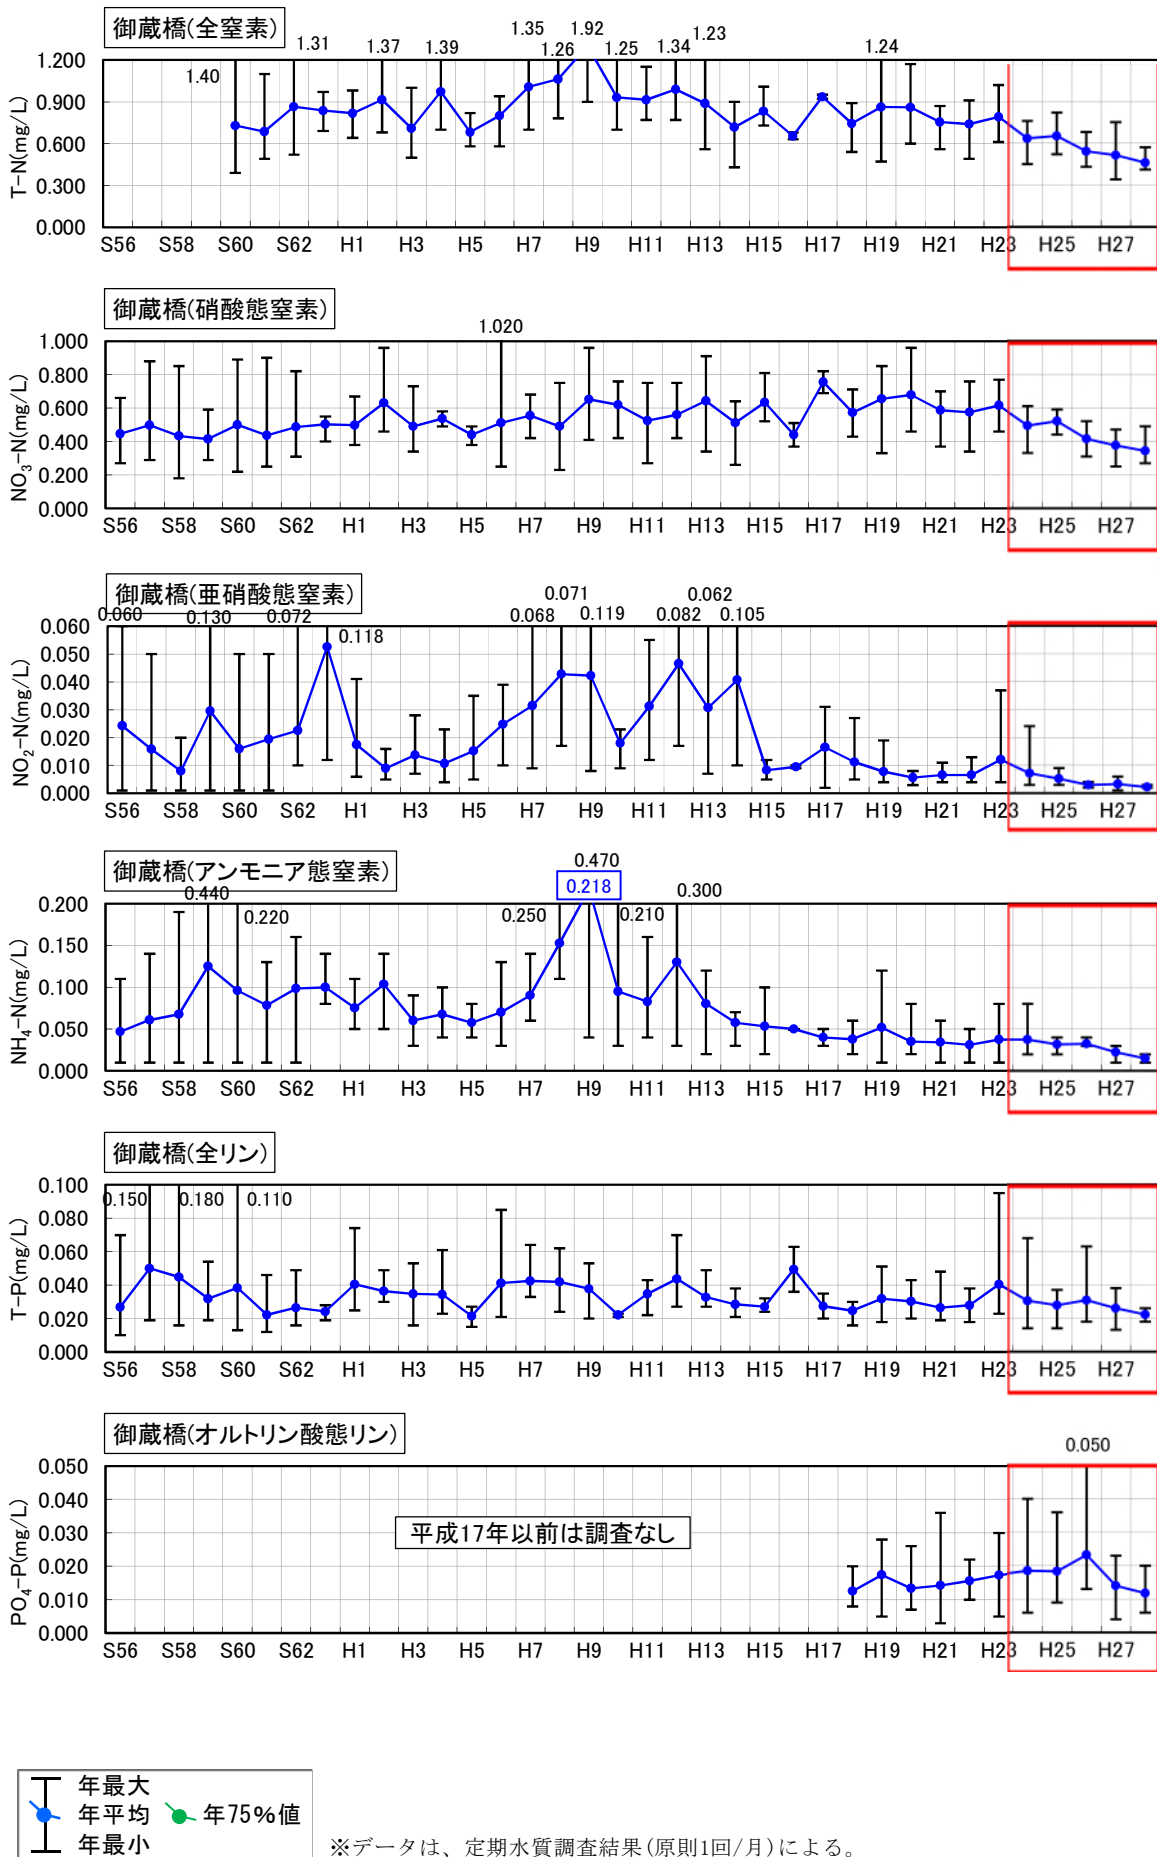 御蔵橋(全窒素)
1.40 1.31 1.37 1.39 1.35 1.26 1.92 1.25 1.34 1.23 1.24
T-N(mg/L)
1.200
0.900
0.600
0.300
0.000
S56 S58 S60 S62 H1 H3 H5 H7 H9 H11 H13 H15 H17 H19 H21 H23 H25 H27
御蔵橋(硝酸態窒素)
1.020
NO3-N(mg/L)
1.000
0.800
0.600
0.400
0.200
0.000
S56 S58 S60 S62 H1 H3 H5 H7 H9 H11 H13 H15 H17 H19 H21 H23 H25 H27
御蔵橋(亜硝酸態窒素)
0.060 0.130 0.072 0.118 0.068 0.071 0.119 0.082 0.062 0.105
NO2-N(mg/L)
0.060
0.050
0.040
0.030
0.020
0.010
0.000
S56 S58 S60 S62 H1 H3 H5 H7 H9 H11 H13 H15 H17 H19 H21 H23 H25 H27
御蔵橋(アンモニア態窒素)
0.440 0.220 0.250 0.470 0.218 0.210 0.300
NH4-N(mg/L)
0.200
0.150
0.100
0.050
0.000
S56 S58 S60 S62 H1 H3 H5 H7 H9 H11 H13 H15 H17 H19 H21 H23 H25 H27
御蔵橋(全リン)
0.150 0.180 0.110
T-P(mg/L)
0.100
0.080
0.060
0.040
0.020
0.000
S56 S58 S60 S62 H1 H3 H5 H7 H9 H11 H13 H15 H17 H19 H21 H23 H25 H27
御蔵橋(オルトリン酸態リン)
0.050
PO4-P(mg/L)
0.050
0.040
0.030
0.020
0.010
0.000
平成17年以前は調査なし
S56 S58 S60 S62 H1 H3 H5 H7 H9 H11 H13 H15 H17 H19 H21 H23 H25 H27
年最大
年平均 年75%値
年最小
※データは、定期水質調査結果(原則1回/月)による。